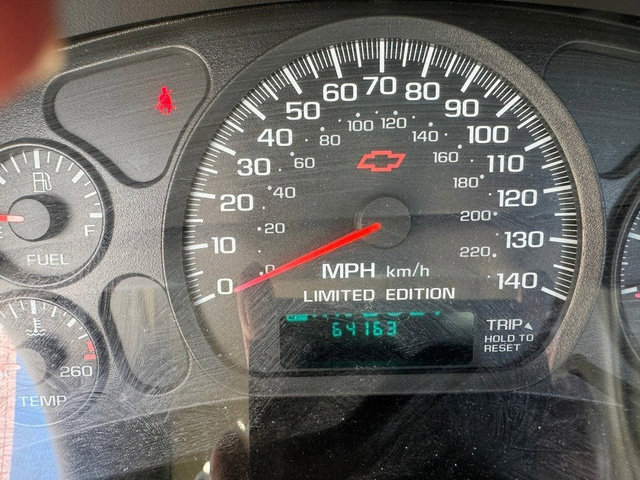 0 10 20 30 40 50 60 70 80 90 100 110 120 130 140
0 20 40 60 80 100 120 140 160 180 200 220
MPH km/h
LIMITED EDITION
64163
TRIP
HOLD TO
RESET
F
FUEL
260
TEMP